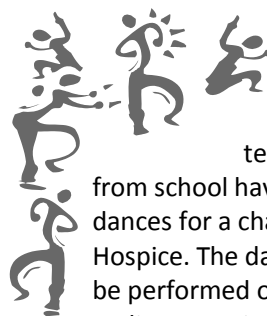 te
from school hav
dances for a cha
Hospice. The da
be performed o